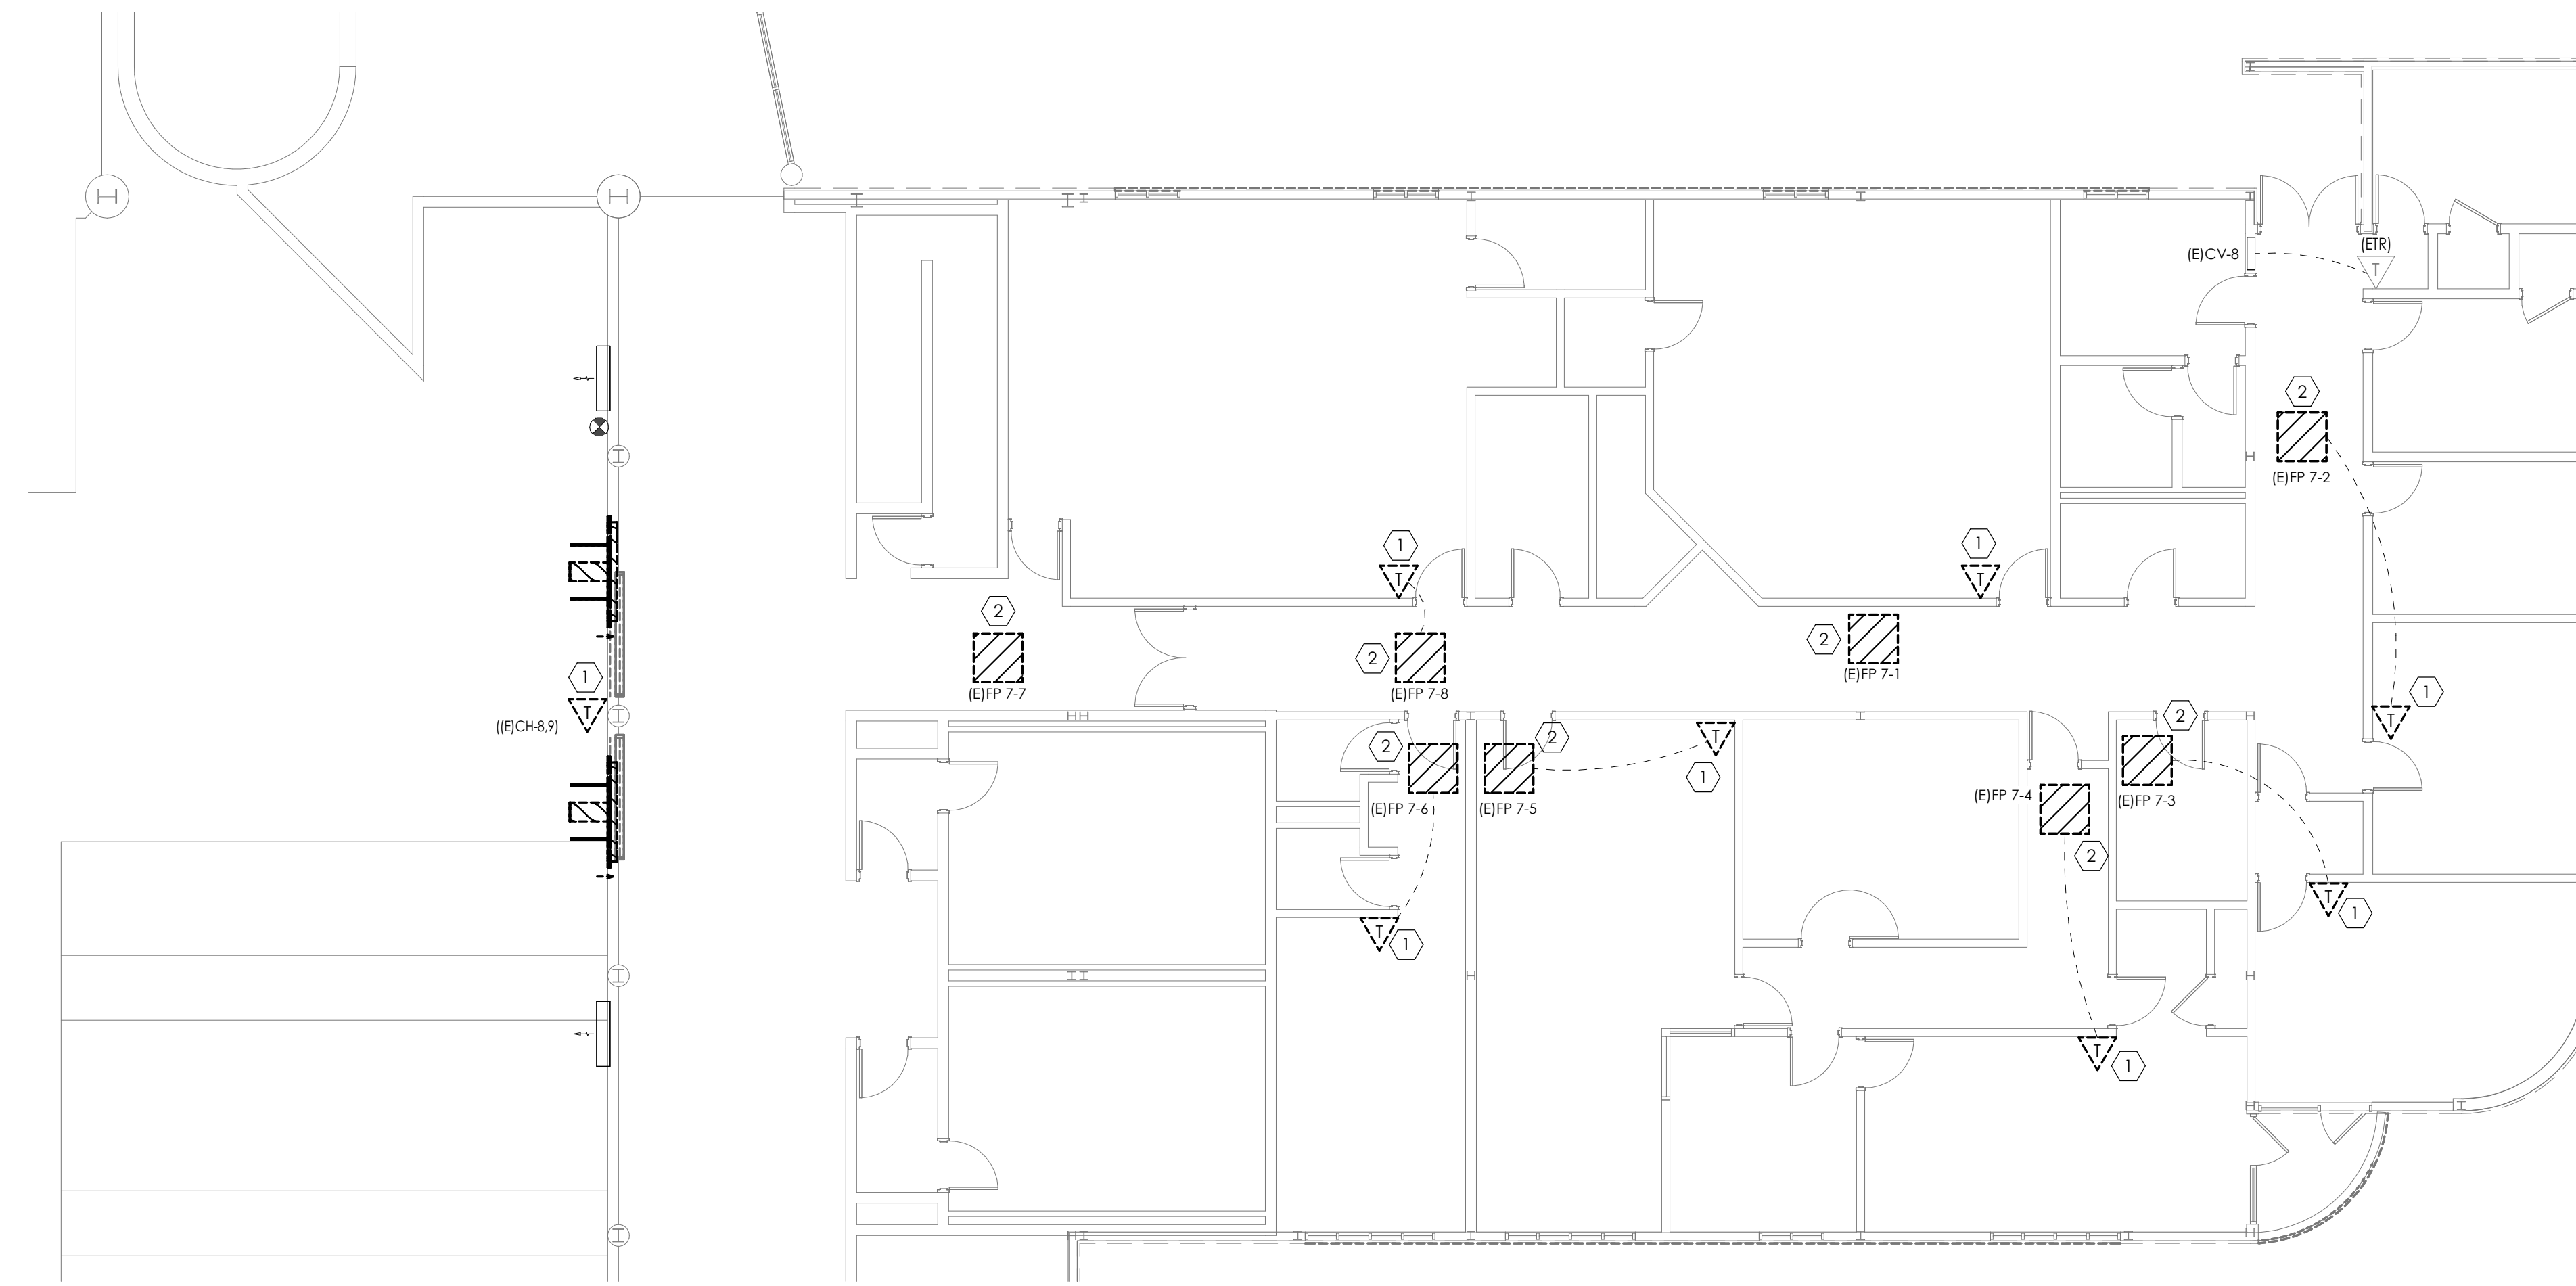 (ETR)
(E)CV-8
T
2
(E)FP 7-2
1
T
1
T
2
(E)FP 7-7
2
(E)FP 7-8
2
(E)FP 7-1
1
T
((E)CH-8,9)
1
T
2
(E)FP 7-6
2
(E)FP 7-5
T
1
(E)FP 7-4
2
2
(E)FP 7-3
T
1
T
1
T
1